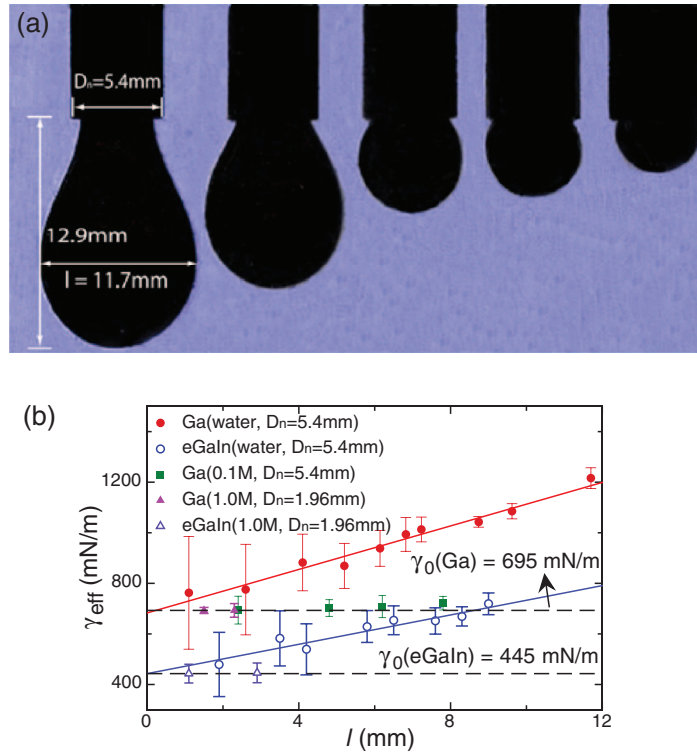 (a)
Dₙ=5.4mm
12.9mm
l = 11.7mm
(b)
Ga(water, Dn=5.4mm)
eGaIn(water, Dn=5.4mm)
Ga(0.1M, Dn=5.4mm)
Ga(1.0M, Dn=1.96mm)
eGaIn(1.0M, Dn=1.96mm)
1200
800
400
γeff (mN/m)
γ0(Ga) = 695 mN/m
γ0(eGaIn) = 445 mN/m
0 4 8 12
l (mm)